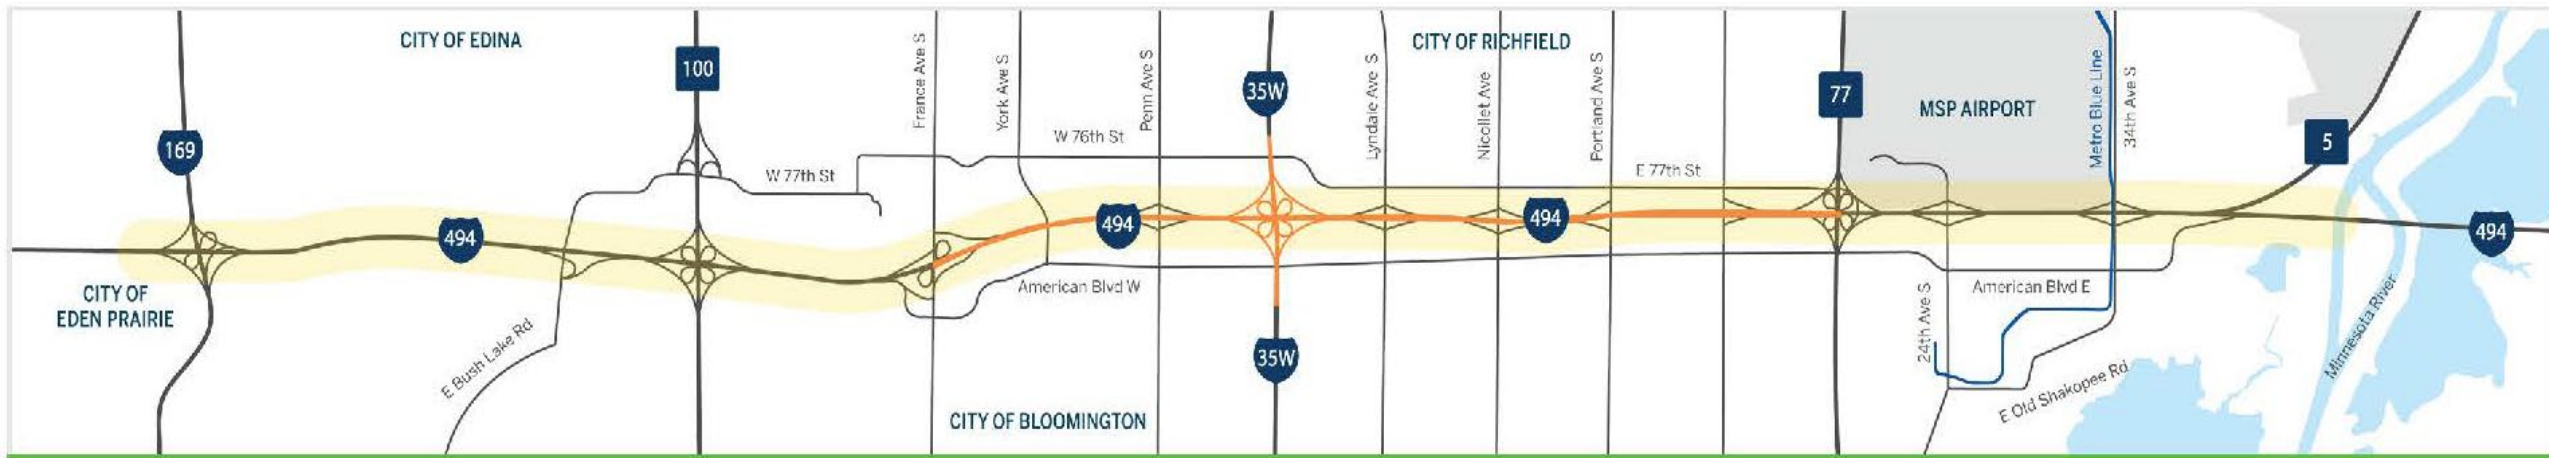 CITY OF EDINA
CITY OF RICHFIELD
100
France Ave S
York Ave S
Penn Ave S
35W
Lyndale Ave S
Nicollet Ave
Portland Ave S
77
MSP AIRPORT
Metro Blue Line
34th Ave S
169
W 76th St
5
W 77th St
E 77th St
494
494
494
494
CITY OF
EDEN PRAIRIE
American Blvd W
American Blvd E
24th Ave S
Minnesota River
E Bush Lake Rd
35W
E Old Shakopee Rd
CITY OF BLOOMINGTON